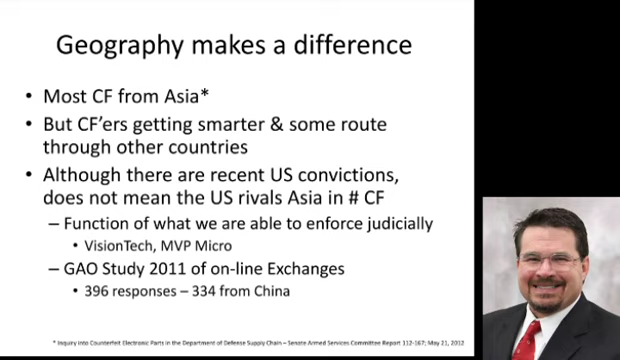 Geography makes a difference
• Most CF from Asia*
• But CF'ers getting smarter & some route
through other countries
• Although there are recent US convictions,
does not mean the US rivals Asia in # CF
– Function of what we are able to enforce judicially
• VisionTech, MVP Micro
– GAO Study 2011 of on-line Exchanges
• 396 responses – 334 from China
* Inquiry into Counterfeit Electronic Parts in the Department of Defense Supply Chain – Senate Armed Services Committee Report 112-167; May 21, 2012